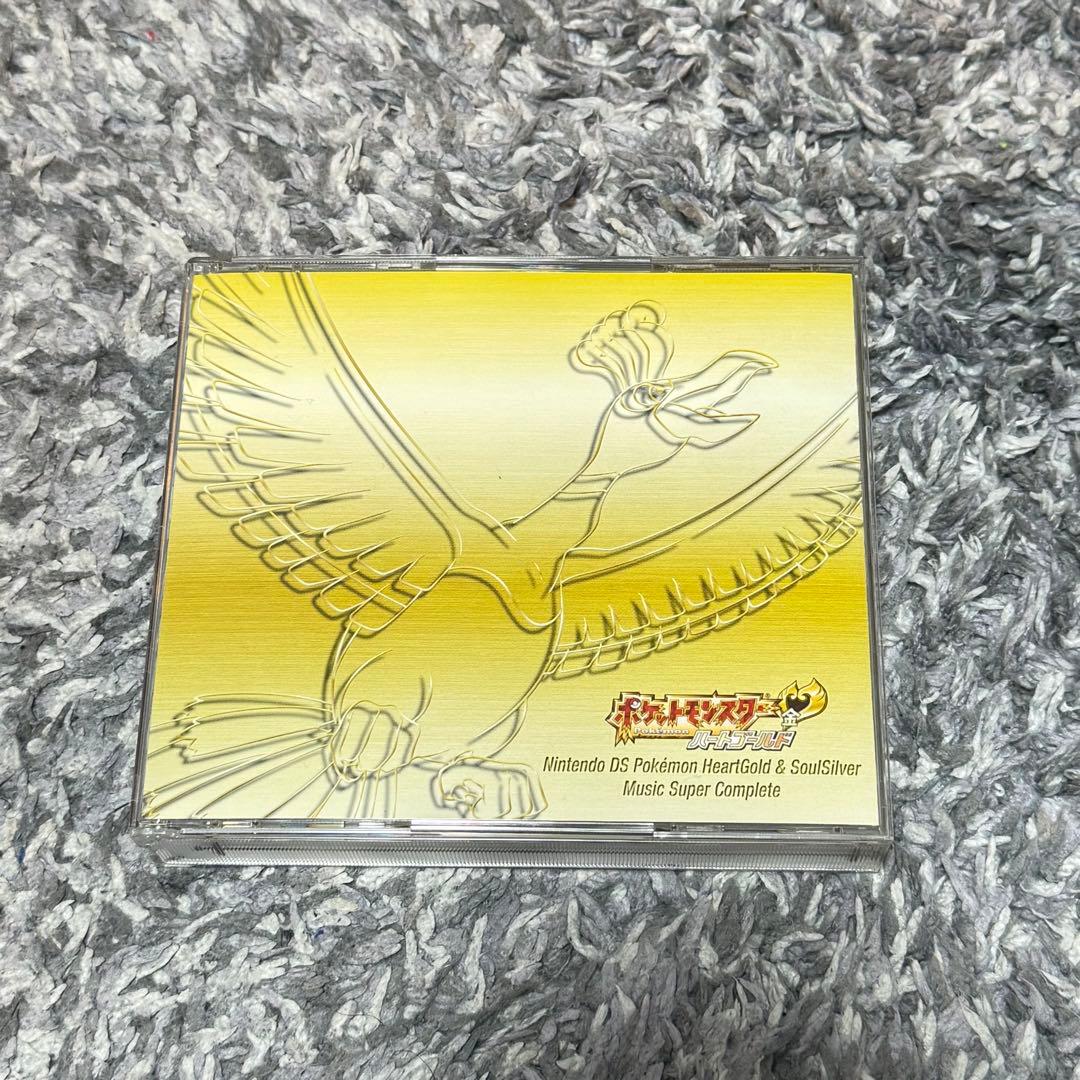 ポケットモンスター
Pokémon
金
ハートゴールド
Nintendo DS Pokémon HeartGold & SoulSilver
Music Super Complete